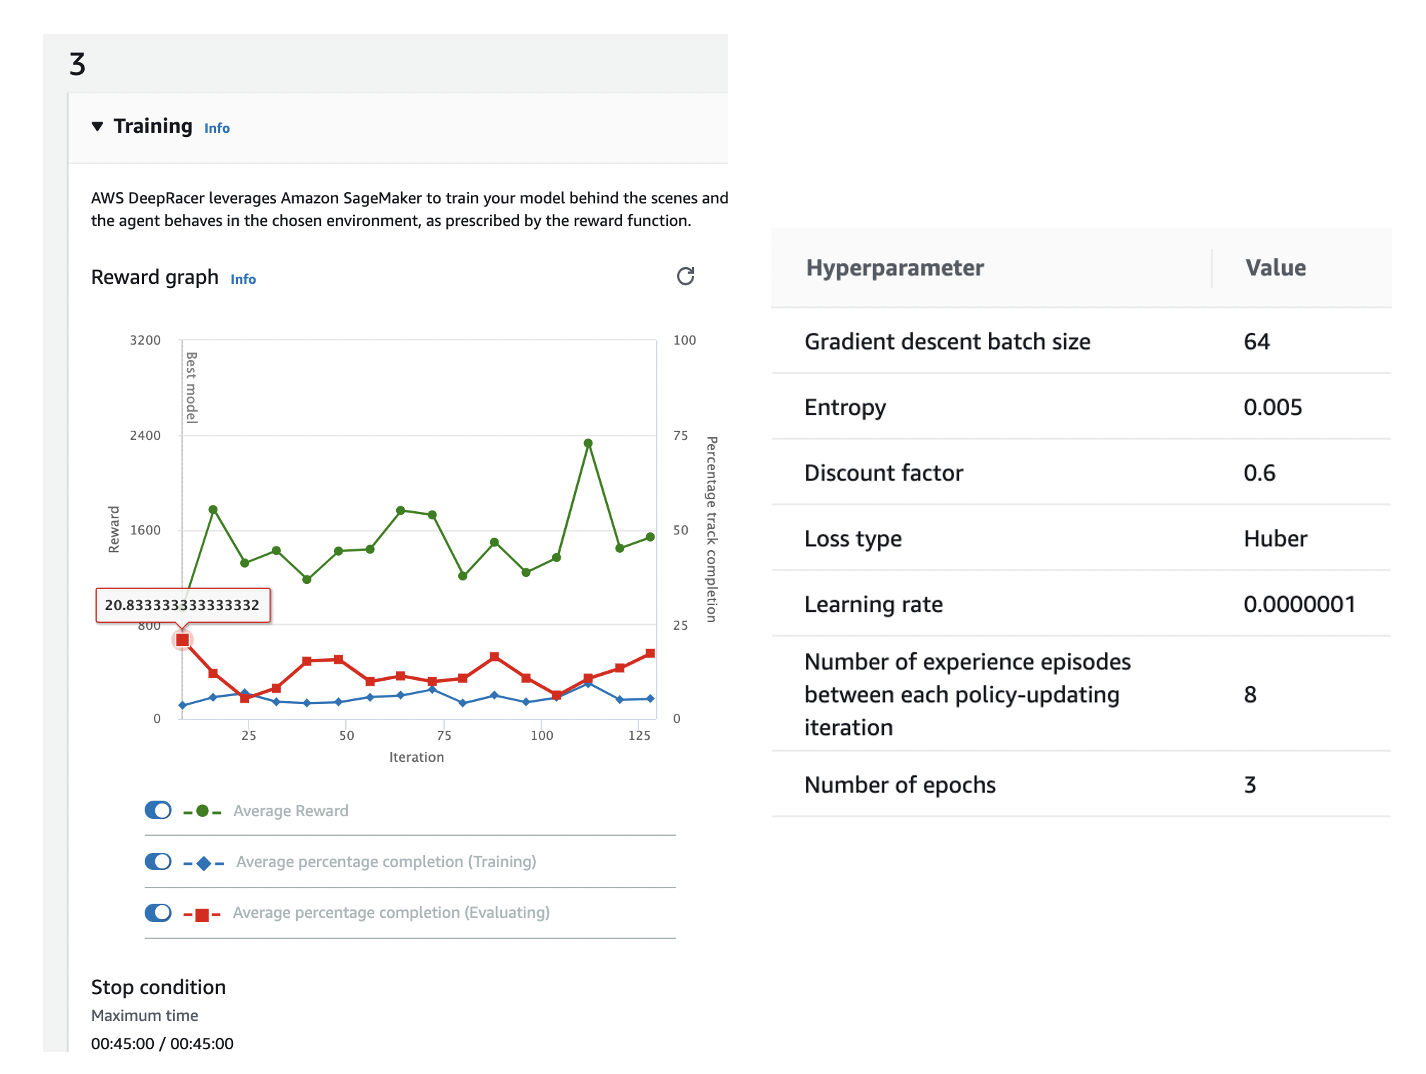 3
Training Info
AWS DeepRacer leverages Amazon SageMaker to train your model behind the scenes and
the agent behaves in the chosen environment, as prescribed by the reward function.
Reward graph Info
3200
2400
1600
800
0
Reward
Best model
20.833333333333332
100
75
50
25
0
Percentage track completion
25 50 75 100 125
Iteration
Average Reward
Average percentage completion (Training)
Average percentage completion (Evaluating)
Stop condition
Maximum time
00:45:00 / 00:45:00
Hyperparameter Value
Gradient descent batch size 64
Entropy 0.005
Discount factor 0.6
Loss type Huber
Learning rate 0.0000001
Number of experience episodes
between each policy-updating 8
iteration
Number of epochs 3